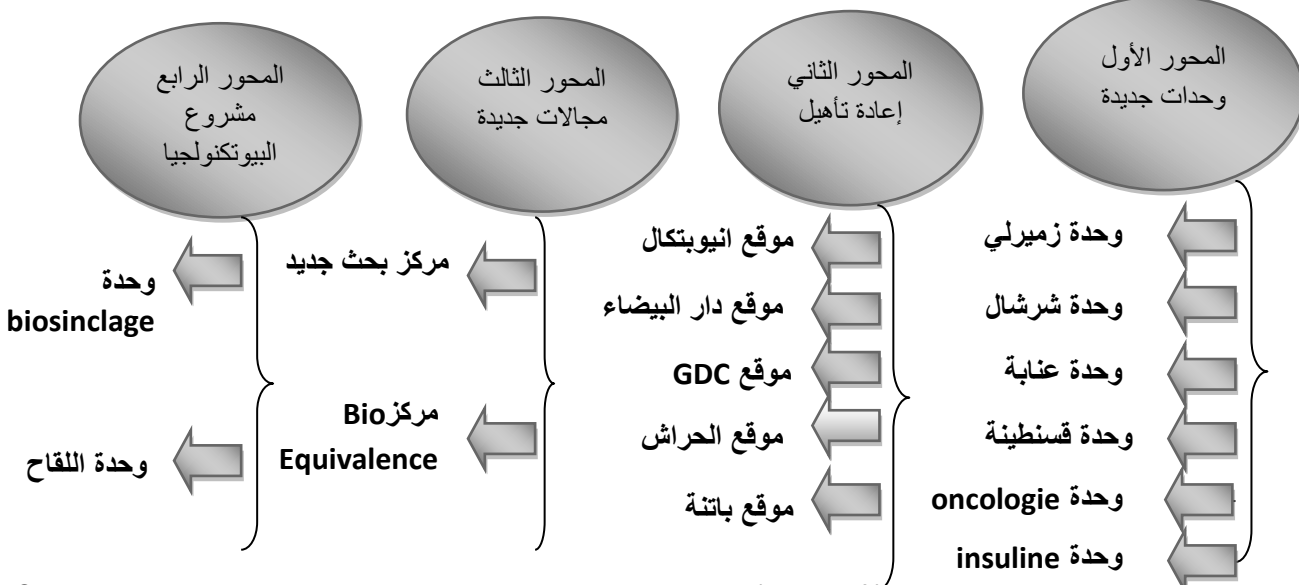 المحور الأول
وحدات جديدة
وحدة زميرلي
وحدة شرشال
وحدة عنابة
وحدة قسنطينة
وحدة oncologie
وحدة insuline
المحور الثاني
إعادة تأهيل
موقع انيوبتكال
موقع دار البيضاء
موقع GDC
موقع الحراش
موقع باتنة
المحور الثالث
مجالات جديدة
مركز بحث جديد
مركزBio
Equivalence
المحور الرابع
مشروع
البيوتكنولجيا
وحدة
biosinclage
وحدة اللقاح